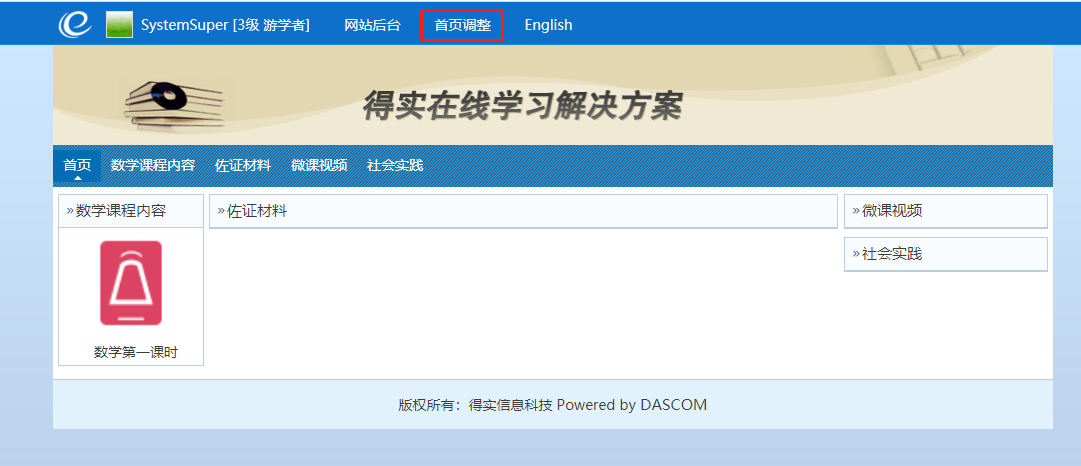 SystemSuper [3级 游学者] 网站后台 首页调整 English
得实在线学习解决方案
首页 数学课程内容 佐证材料 微课视频 社会实践
»数学课程内容
数学第一课时
»佐证材料
»微课视频
»社会实践
版权所有：得实信息科技 Powered by DASCOM